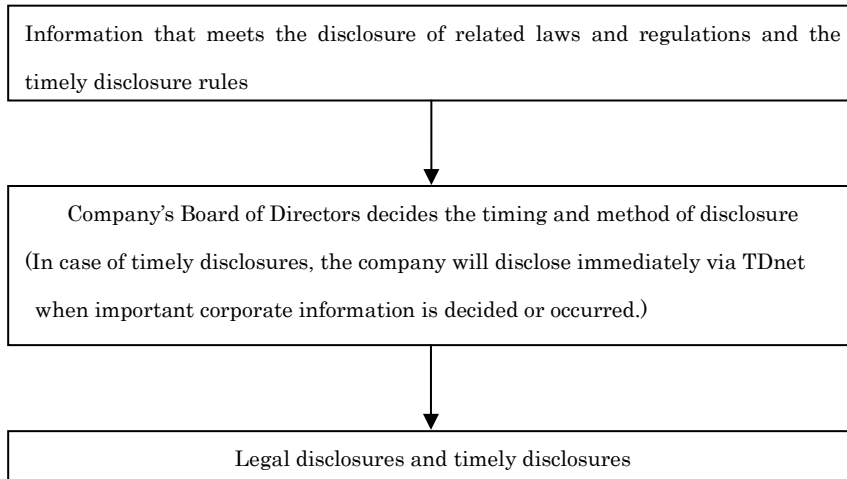 Information that meets the disclosure of related laws and regulations and the
timely disclosure rules
Company’s Board of Directors decides the timing and method of disclosure
(In case of timely disclosures, the company will disclose immediately via TDnet
when important corporate information is decided or occurred.)
Legal disclosures and timely disclosures